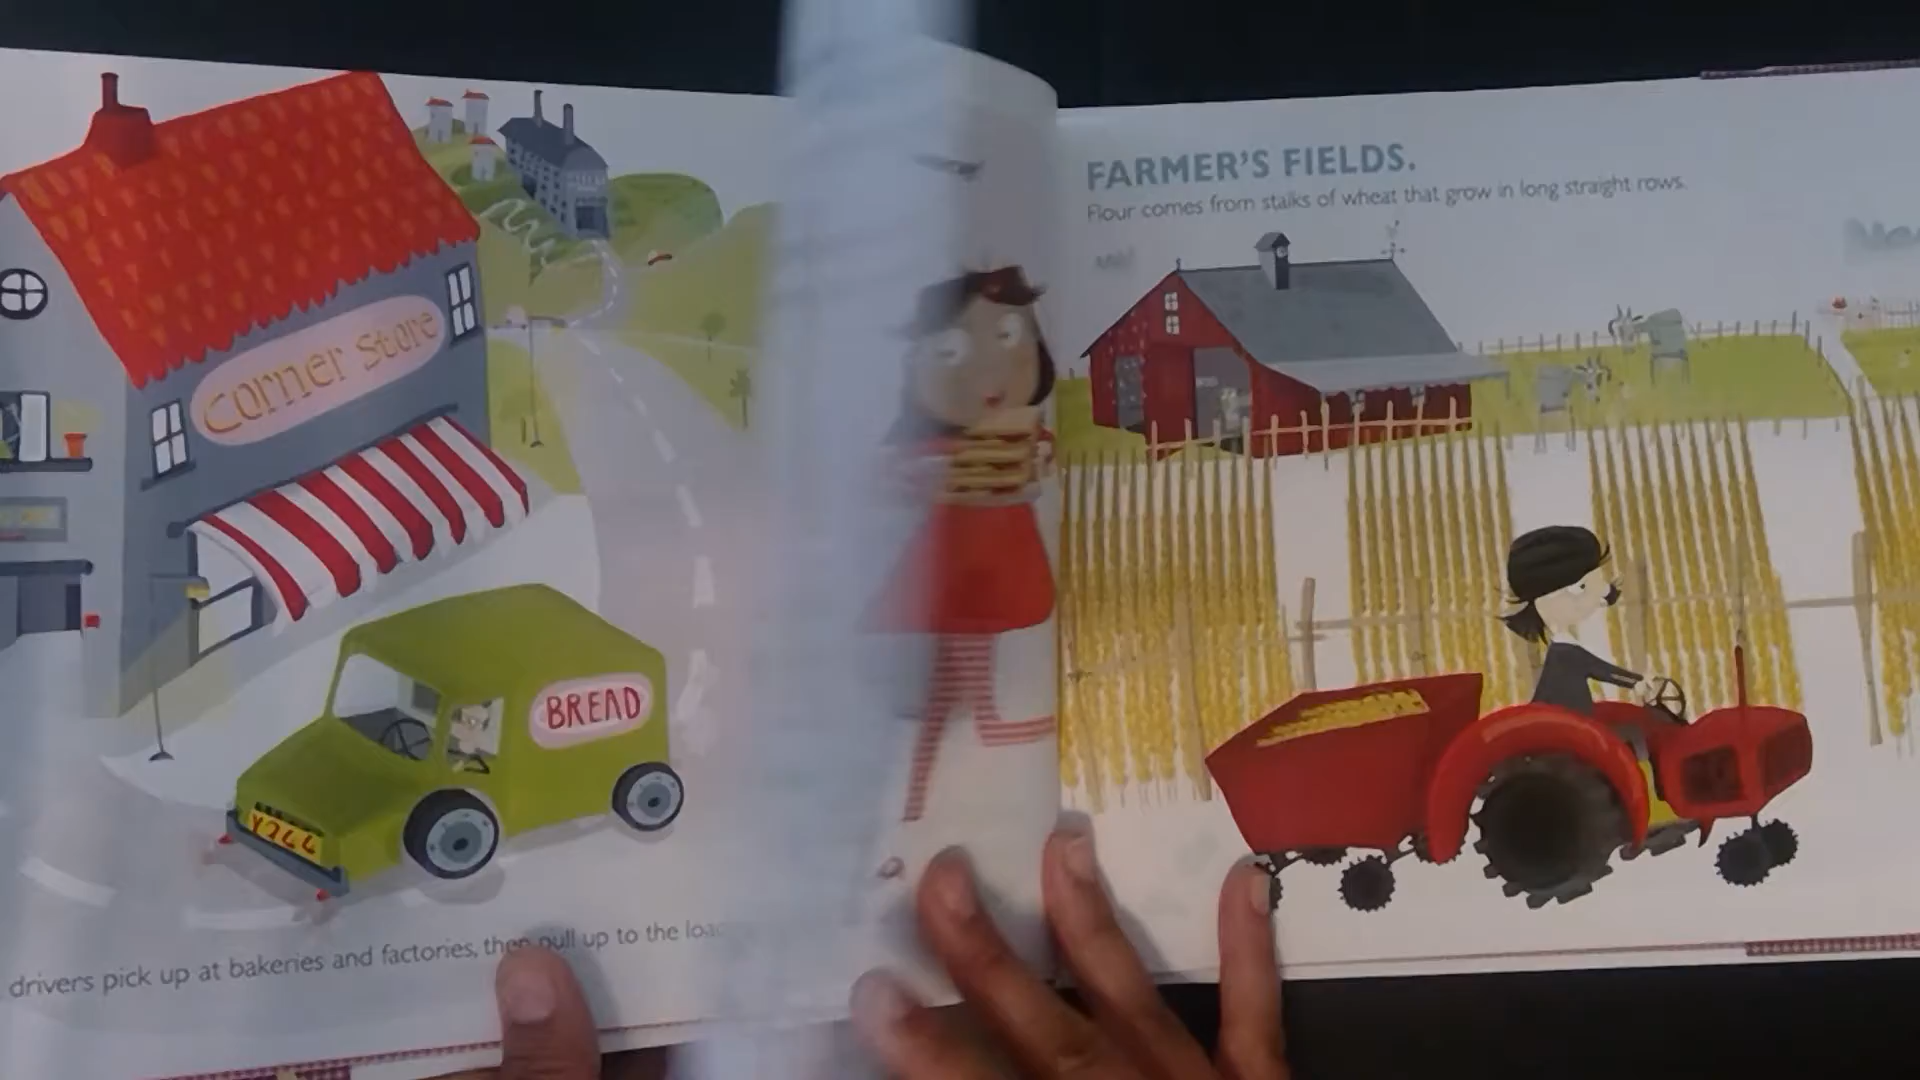 corner store
BREAD
Y244
drivers pick up at bakeries and factories, then pull up to the
FARMER'S FIELDS.
Flour comes from stalks of wheat that grow in long straight rows.